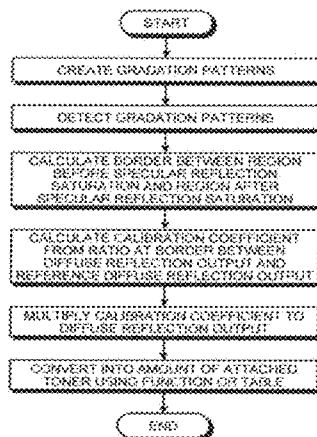 START
CREATE GRADATION PATTERNS
DETECT GRADATION PATTERNS
CALCULATE BORDER BETWEEN REGION
BEFORE SPECULAR REFLECTION
SATURATION AND REGION AFTER
SPECULAR REFLECTION SATURATION
CALCULATE CALIBRATION COEFFICIENT
FROM RATIO AT BORDER BETWEEN
DIFFUSE REFLECTION OUTPUT AND
REFERENCE DIFFUSE REFLECTION OUTPUT
MULTIPLY CALIBRATION COEFFICIENT TO
DIFFUSE REFLECTION OUTPUT
CONVERT INTO AMOUNT OF ATTACHED
TONER USING FUNCTION OR TABLE
END